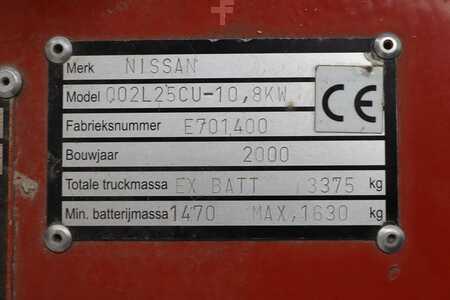 Merk NISSAN
Model Q02L25CU-10,8KW
CE
Fabrieksnummer E701400
Bouwjaar 2000
Totale truckmassa EX BATT 3375 kg
Min. batterijmassa 1470 MAX,1630 kg